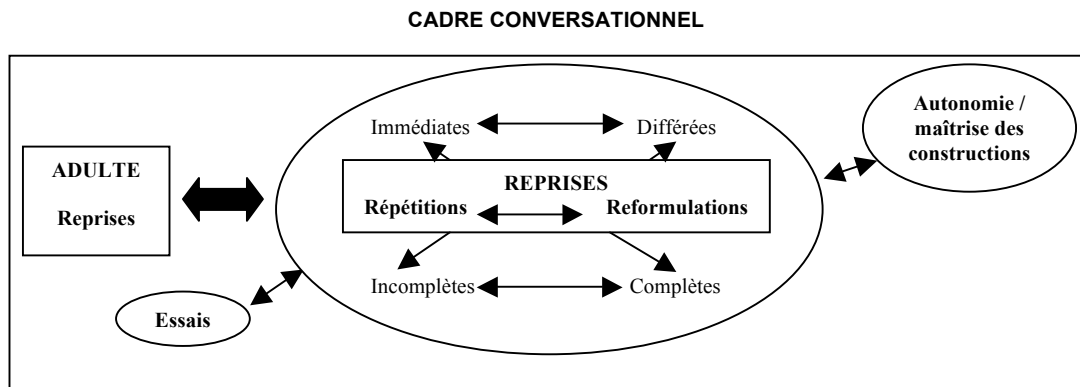 CADRE CONVERSATIONNEL
Immédiates
Différées
Autonomie /
maîtrise des
constructions
ADULTE
Reprises
REPRISES
Répétitions
Reformulations
Incomplètes
Complètes
Essais